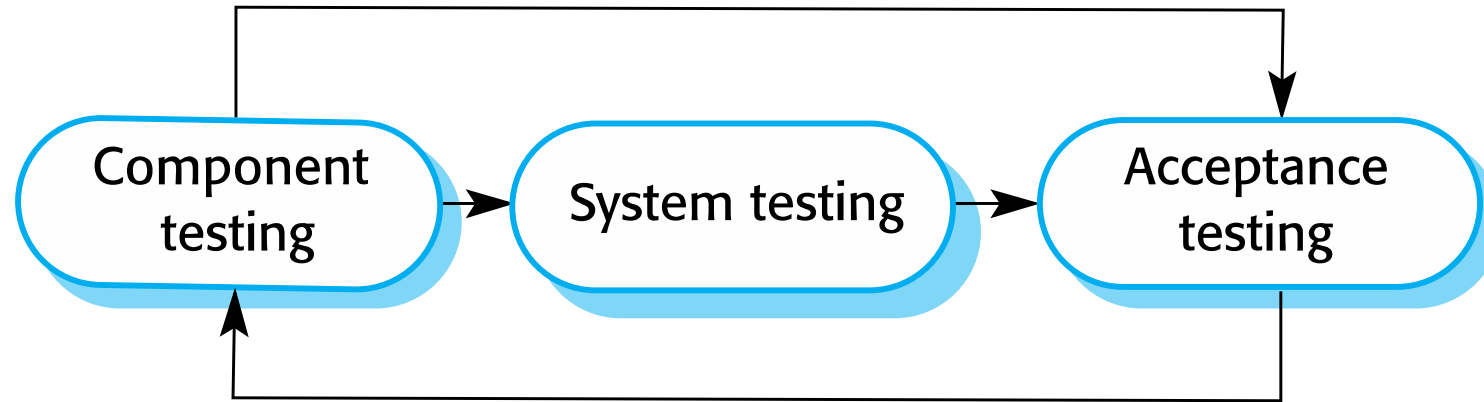 Component
testing
System testing
Acceptance
testing